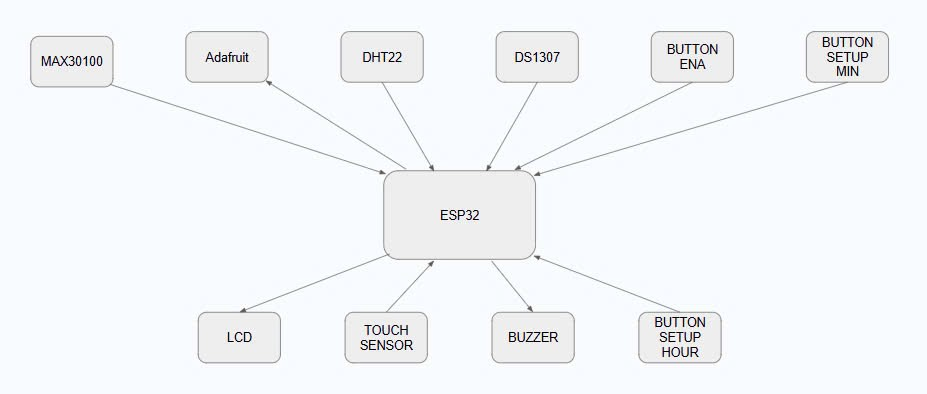 MAX30100
Adafruit
DHT22
DS1307
BUTTON
ENA
BUTTON
SETUP
MIN
ESP32
LCD
TOUCH
SENSOR
BUZZER
BUTTON
SETUP
HOUR